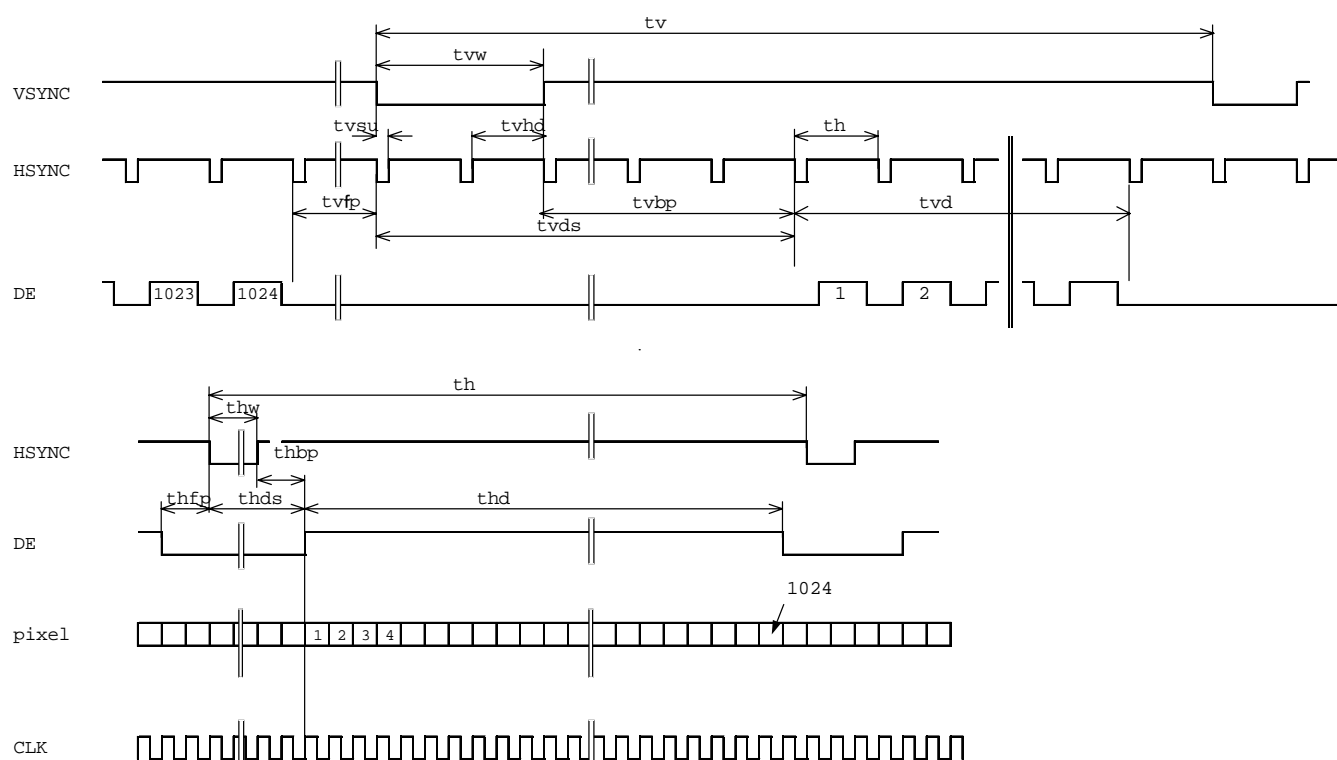 tv
tvw
VSYNC
tvsu
tvhd
th
HSYNC
tvfp
tvbp
tvd
tvds
DE
1023
1024
1
2
th
thw
HSYNC
thbp
thfp
thds
thd
DE
1024
pixel
1 2 3 4
CLK